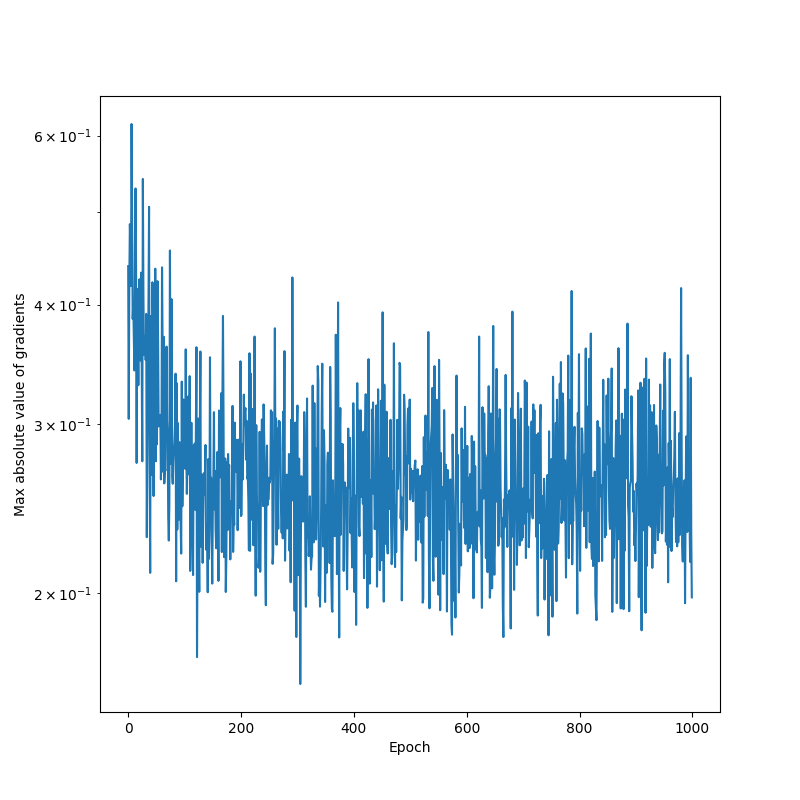 6 × 10⁻¹
4 × 10⁻¹
3 × 10⁻¹
2 × 10⁻¹
Max absolute value of gradients
0 200 400 600 800 1000
Epoch